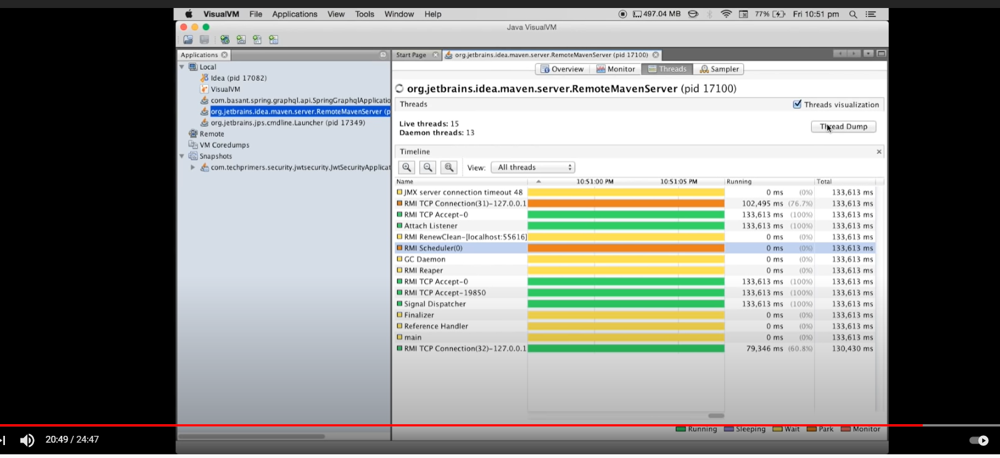 VisualVM File Applications View Tools Window Help 497.04 MB 77% Fri 10:51 pm
Java VisualVM
Applications
Local
Idea (pid 17082)
VisualVM
com.basant.spring.graphql.api.SpringGraphqlApplicatio
org.jetbrains.idea.maven.server.RemoteMavenServer (p
org.jetbrains.jps.cmdline.Launcher (pid 17349)
Remote
VM Coredumps
Snapshots
com.techprimers.security.jwtsecurity.JwtSecurityApplicat
Start Page org.jetbrains.idea.maven.server.RemoteMavenServer (pid 17100)
Overview Monitor Threads Sampler
org.jetbrains.idea.maven.server.RemoteMavenServer (pid 17100)
Threads Threads visualization
Live threads: 15
Daemon threads: 13
Thread Dump
Timeline
View: All threads
Name 10:51:00 PM 10:51:05 PM Running Total
JMX server connection timeout 48 0 ms (0%) 133,613 ms
RMI TCP Connection(31)-127.0.0.1 102,495 ms (76.7%) 133,613 ms
RMI TCP Accept-0 133,613 ms (100%) 133,613 ms
Attach Listener 133,613 ms (100%) 133,613 ms
RMI RenewClean-[localhost:55616] 0 ms (0%) 133,613 ms
RMI Scheduler(0) 0 ms (0%) 133,613 ms
GC Daemon 0 ms (0%) 133,613 ms
RMI Reaper 0 ms (0%) 133,613 ms
RMI TCP Accept-0 133,613 ms (100%) 133,613 ms
RMI TCP Accept-19850 133,613 ms (100%) 133,613 ms
Signal Dispatcher 133,613 ms (100%) 133,613 ms
Finalizer 0 ms (0%) 133,613 ms
Reference Handler 0 ms (0%) 133,613 ms
main 0 ms (0%) 133,613 ms
RMI TCP Connection(32)-127.0.0.1 79,346 ms (60.8%) 130,430 ms
Running Sleeping Wait Park Monitor
20:49 / 24:47